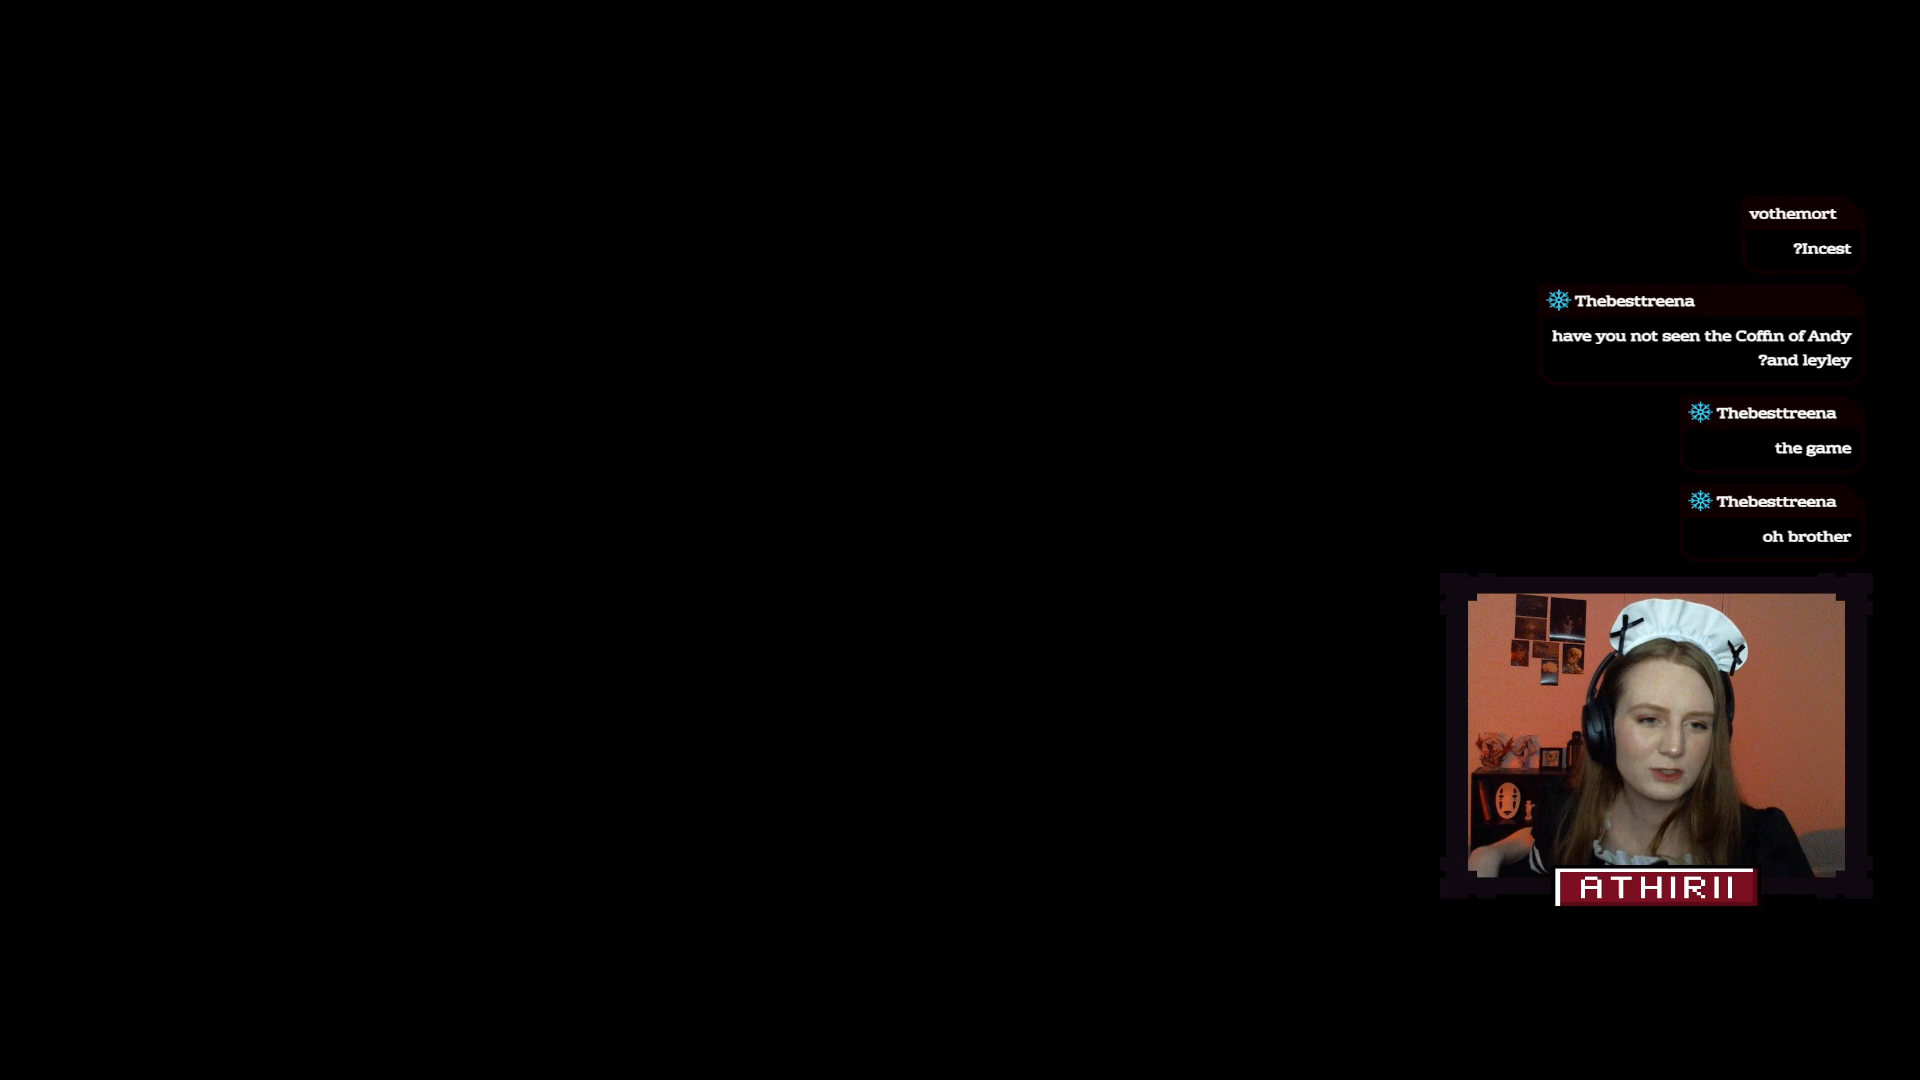 vothemort
?Incest
Thebesttreena
have you not seen the Coffin of Andy
?and leyley
Thebesttreena
the game
Thebesttreena
oh brother
ATHIRII